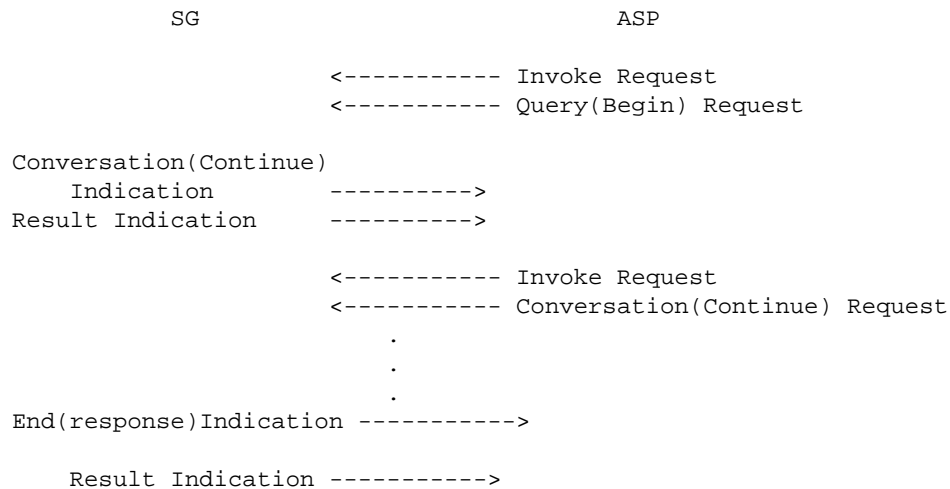 SG                                   ASP
<----------- Invoke Request
<----------- Query(Begin) Request
Conversation(Continue)
Indication       ---------->
Result Indication     ---------->
<----------- Invoke Request
<----------- Conversation(Continue) Request
.
.
.
End(response)Indication ----------->
Result Indication ----------->